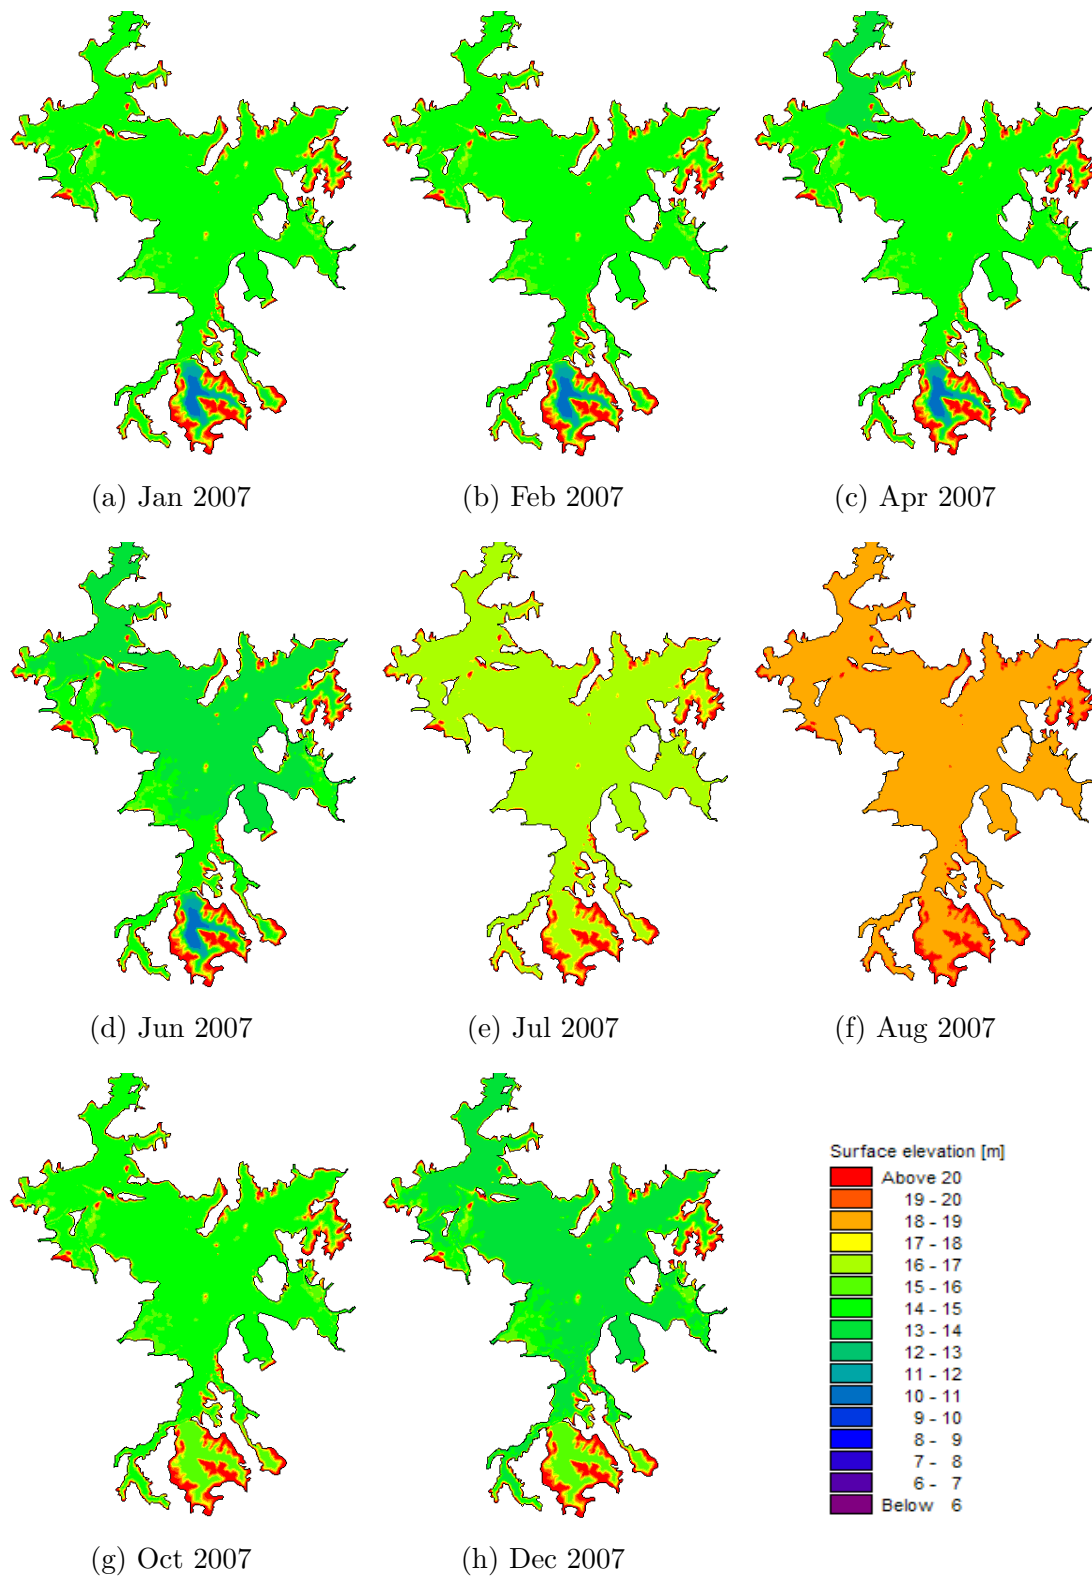 (a) Jan 2007
(b) Feb 2007
(c) Apr 2007
(d) Jun 2007
(e) Jul 2007
(f) Aug 2007
(g) Oct 2007
(h) Dec 2007
Surface elevation [m]
Above 20
19 - 20
18 - 19
17 - 18
16 - 17
15 - 16
14 - 15
13 - 14
12 - 13
11 - 12
10 - 11
9 - 10
8 - 9
7 - 8
6 - 7
Below 6